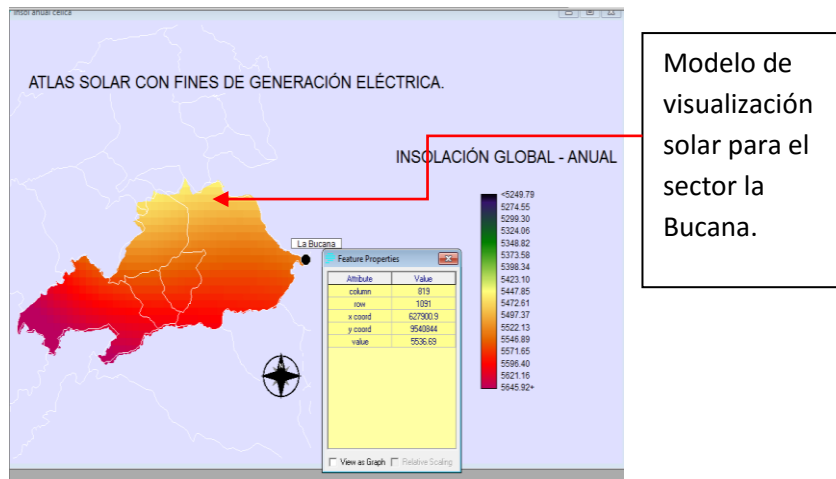 Insol anual celica
ATLAS SOLAR CON FINES DE GENERACIÓN ELÉCTRICA.
INSOLACIÓN GLOBAL - ANUAL
<5249.79
5274.55
5299.30
5324.06
5348.82
5373.58
5398.34
5423.10
5447.85
5472.61
5497.37
5522.13
5546.89
5571.65
5596.40
5621.16
5645.92+
La Bucana
Feature Properties
Attribute Value
column 819
row 1091
x coord 627900.9
y coord 9540844
value 5536.69
View as Graph Relative Scaling
Modelo de
visualización
solar para el
sector la
Bucana.